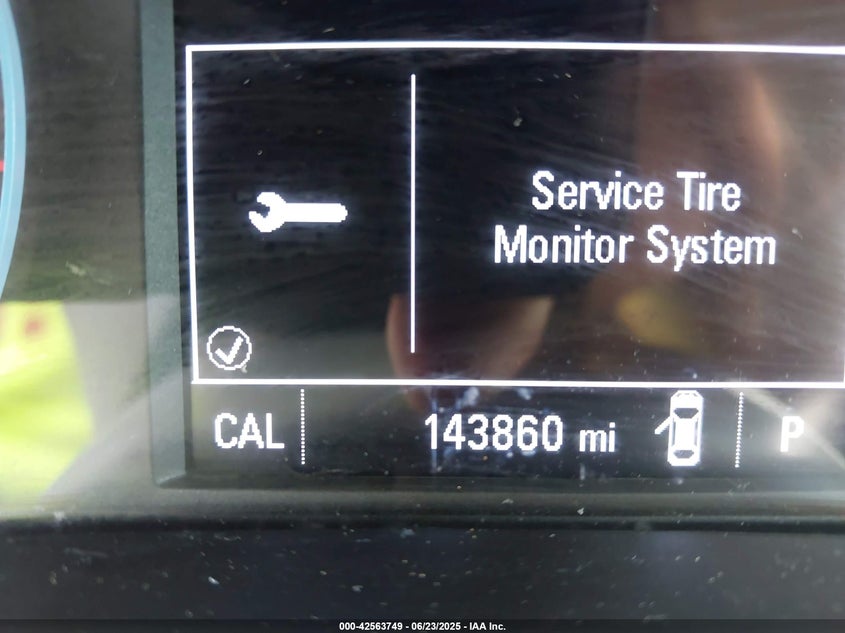 Service Tire
Monitor System
CAL 143860 mi P
000-42563749 - 06/23/2025 - IAA Inc.